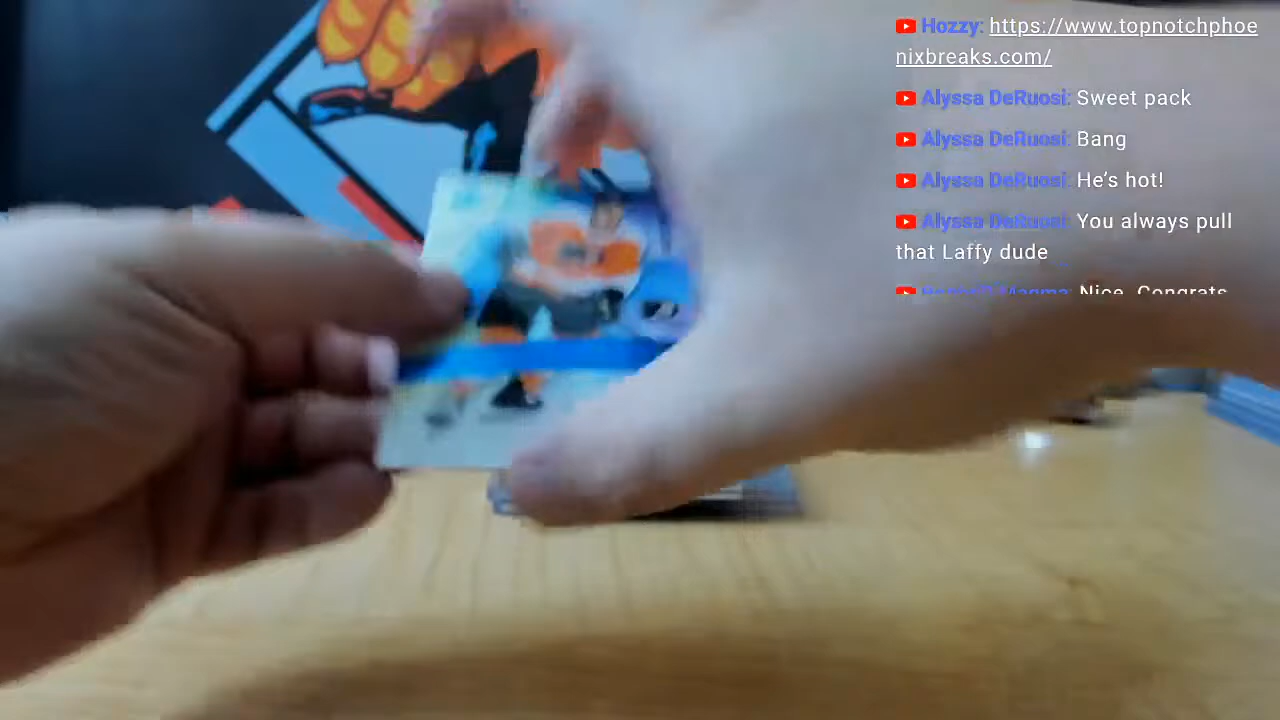 Hozzy: https://www.topnotchphoe
nixbreaks.com/
Alyssa DeRuosi: Sweet pack
Alyssa DeRuosi: Bang
Alyssa DeRuosi: He's hot!
Alyssa DeRuosi: You always pull
that Laffy dude
Nice. Congrats